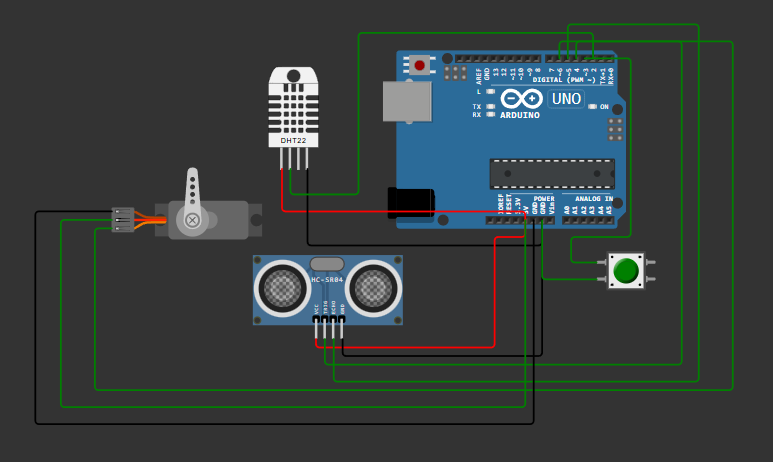 AREF
GND
13
12
~11
~10
~9
8
7
~6
~5
4
~3
2
TX→1
RX←0
DIGITAL (PWM ~)
L
TX
RX
UNO
ON
ARDUINO
DHT22
IOREF
RESET
3.3V
5V
GND
GND
Vin
POWER
ANALOG IN
A0
A1
A2
A3
A4
A5
HC-SR04
VCC
TRIG
ECHO
GND